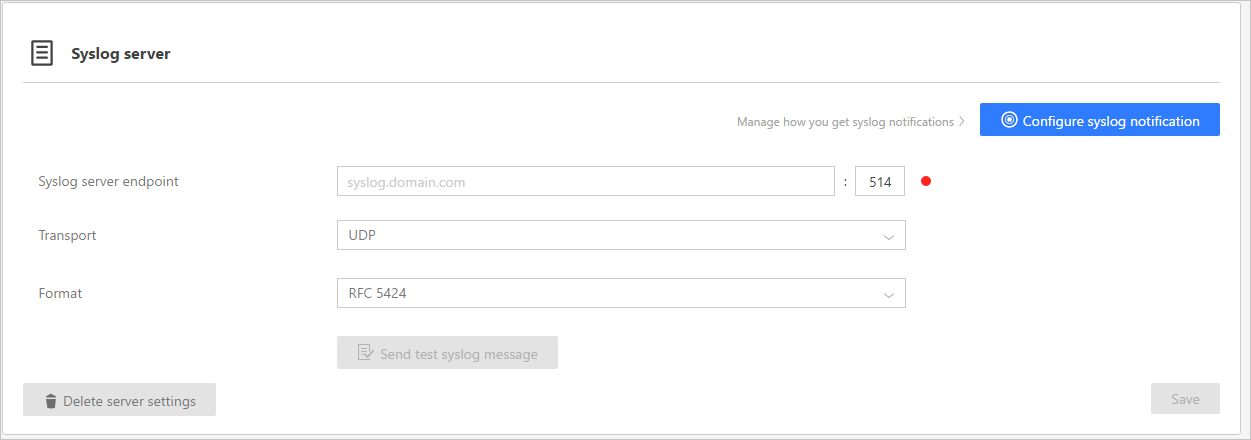 Syslog server
Manage how you get syslog notifications
Configure syslog notification
Syslog server endpoint
syslog.domain.com : 514
Transport
UDP
Format
RFC 5424
Send test syslog message
Delete server settings
Save